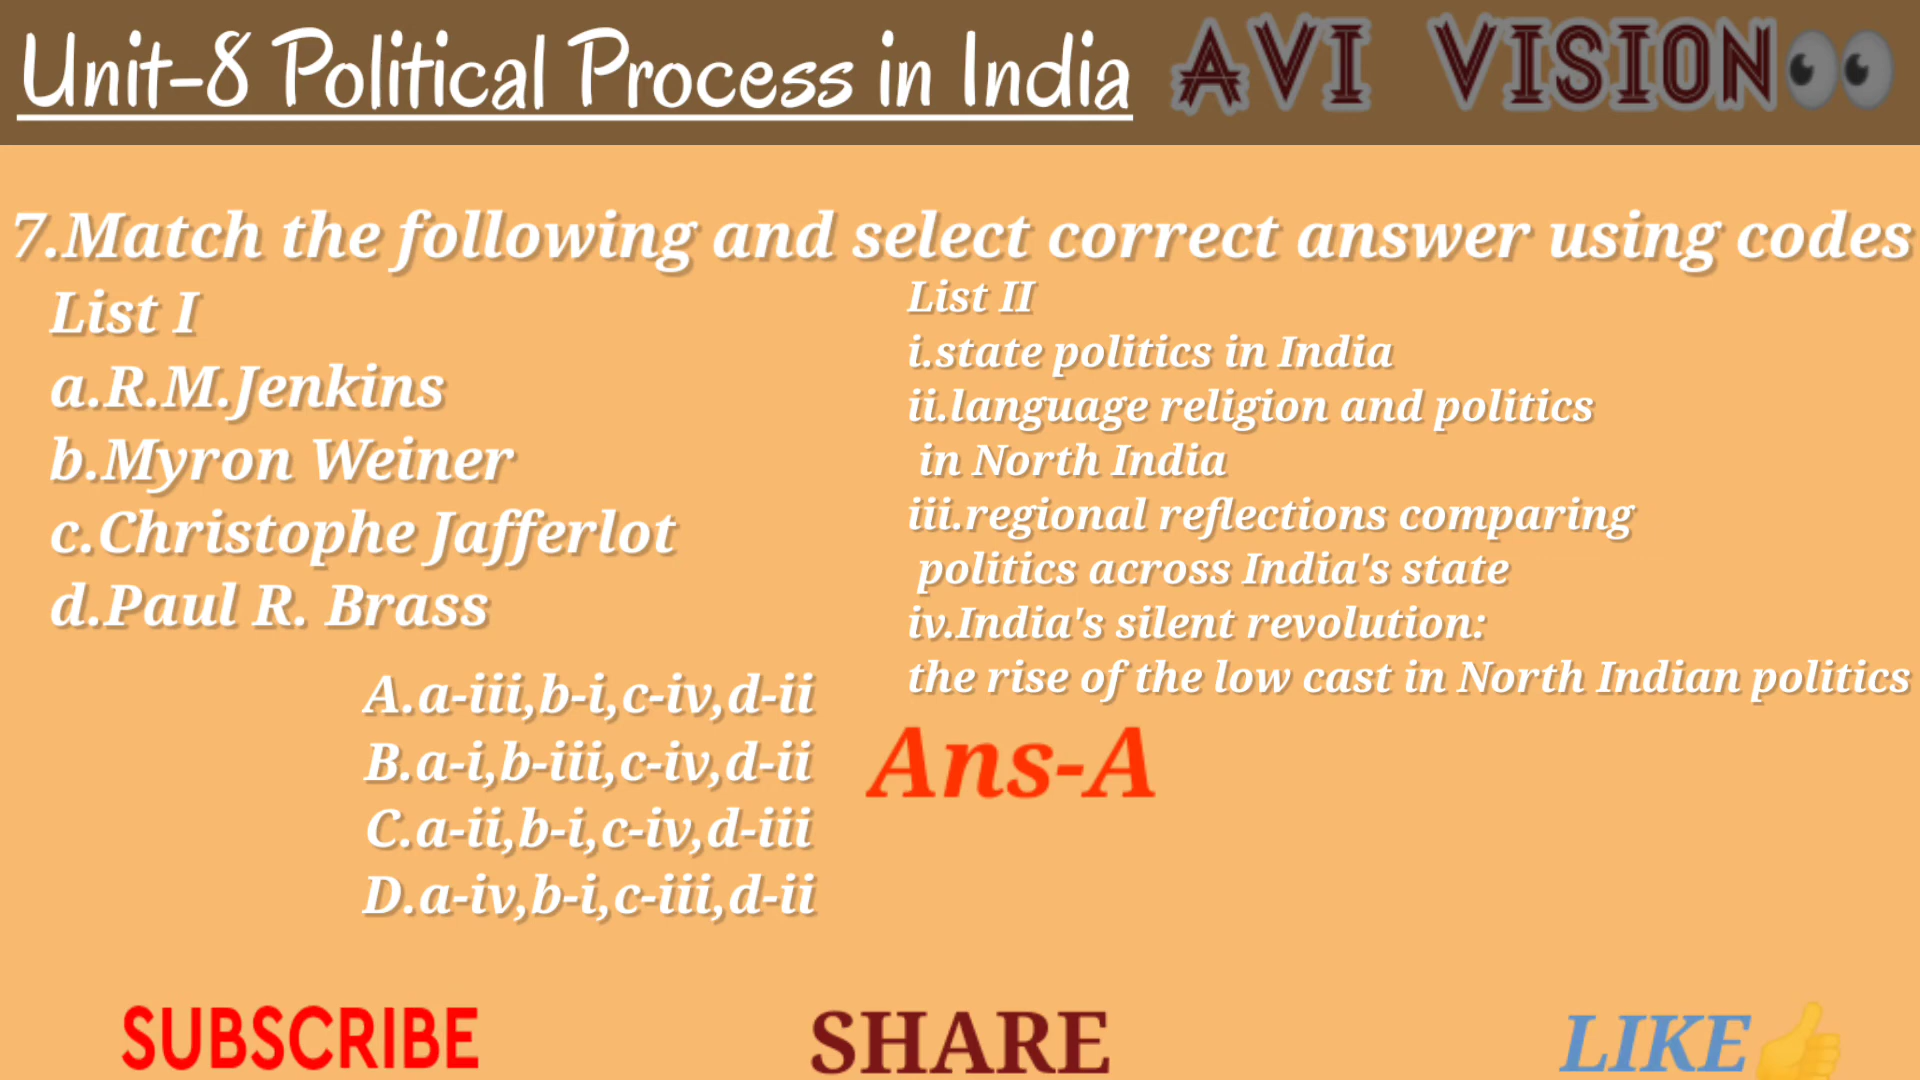 Unit-8 Political Process in India AVI VISION👀
7.Match the following and select correct answer using codes
List I
a.R.M.Jenkins
b.Myron Weiner
c.Christophe Jafferlot
d.Paul R. Brass
List II
i.state politics in India
ii.language religion and politics
in North India
iii.regional reflections comparing
politics across India's state
iv.India's silent revolution:
the rise of the low cast in North Indian politics
A.a-iii,b-i,c-iv,d-ii
B.a-i,b-iii,c-iv,d-ii
C.a-ii,b-i,c-iv,d-iii
D.a-iv,b-i,c-iii,d-ii
Ans-A
SUBSCRIBE SHARE LIKE👍